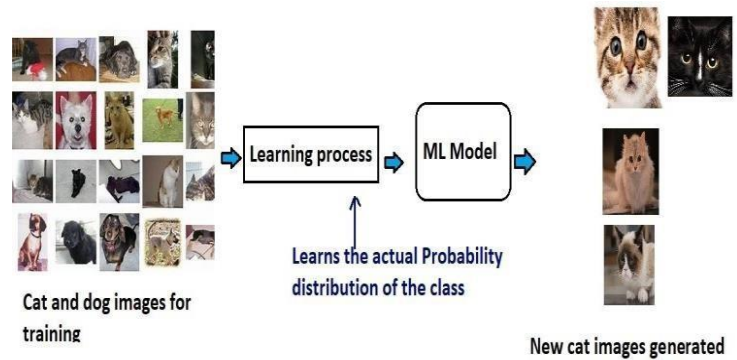 Learning process
ML Model
Learns the actual Probability
distribution of the class
Cat and dog images for
training
New cat images generated